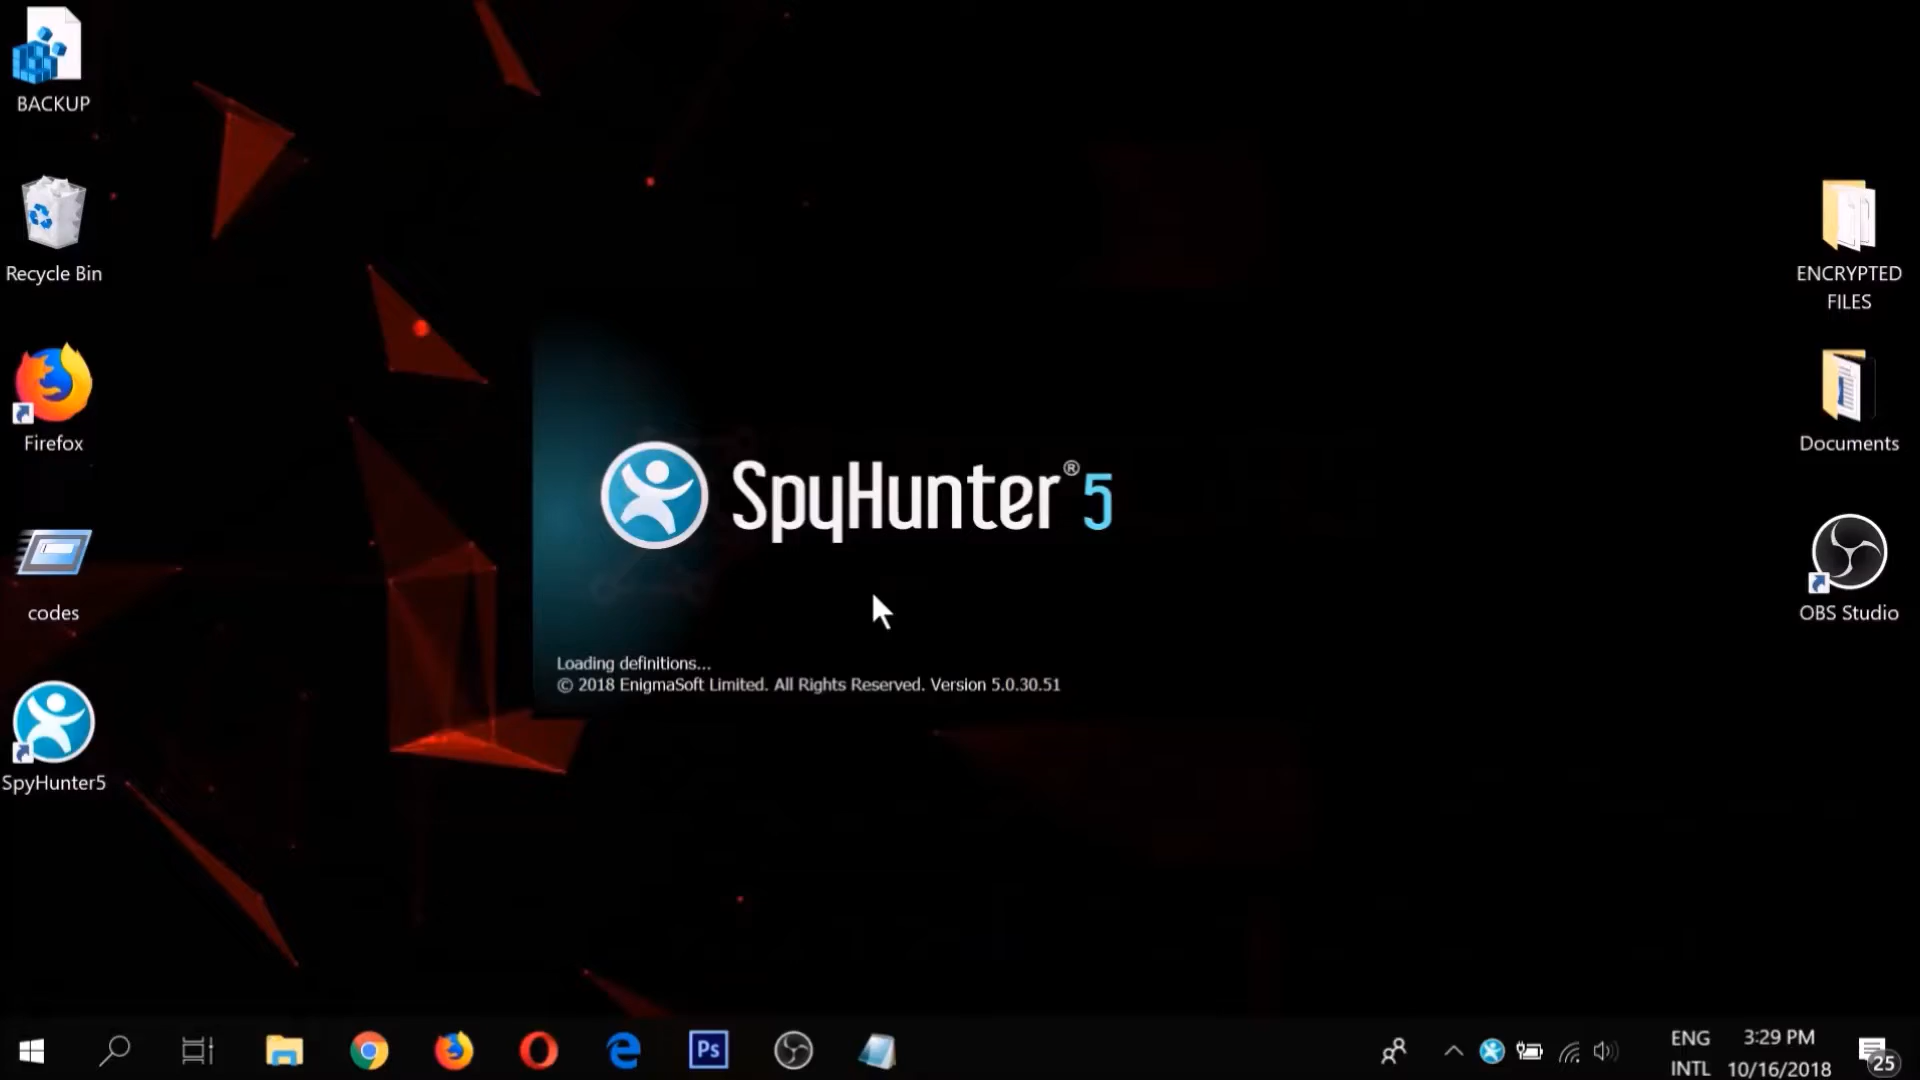 BACKUP
Recycle Bin
Firefox
codes
SpyHunter5
SpyHunter®5
Loading definitions...
© 2018 EnigmaSoft Limited. All Rights Reserved. Version 5.0.30.51
ENCRYPTED
FILES
Documents
OBS Studio
Ps
ENG
INTL
3:29 PM
10/16/2018
25